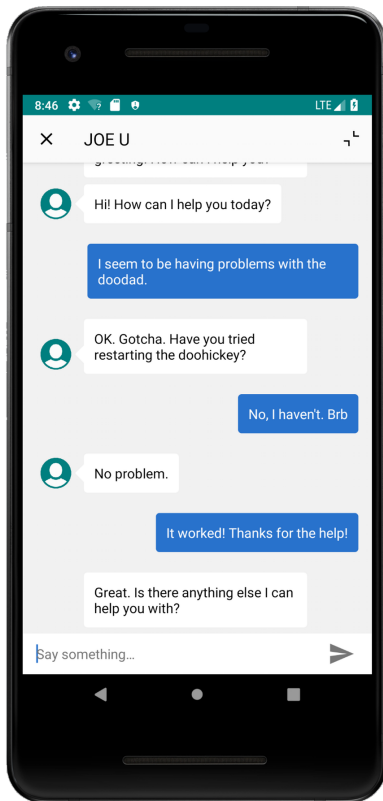 8:46
LTE
JOE U
Hi! How can I help you today?
I seem to be having problems with the
doodad.
OK. Gotcha. Have you tried
restarting the doohickey?
No, I haven't. Brb
No problem.
It worked! Thanks for the help!
Great. Is there anything else I can
help you with?
Say something...